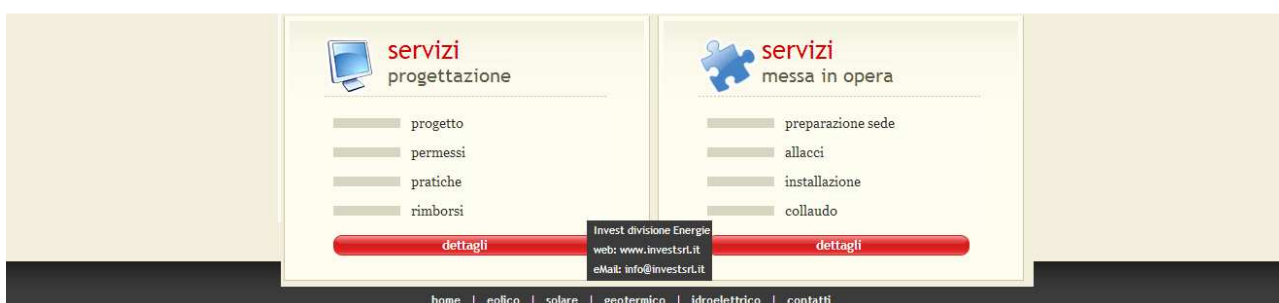 servizi
progettazione
progetto
permessi
pratiche
rimborsi
dettagli
servizi
messa in opera
preparazione sede
allacci
installazione
collaudo
dettagli
Invest divisione Energie
web: www.investsrl.it
eMail: info@investsrl.it
home | eolico | solare | geotermico | idroelettrico | contatti